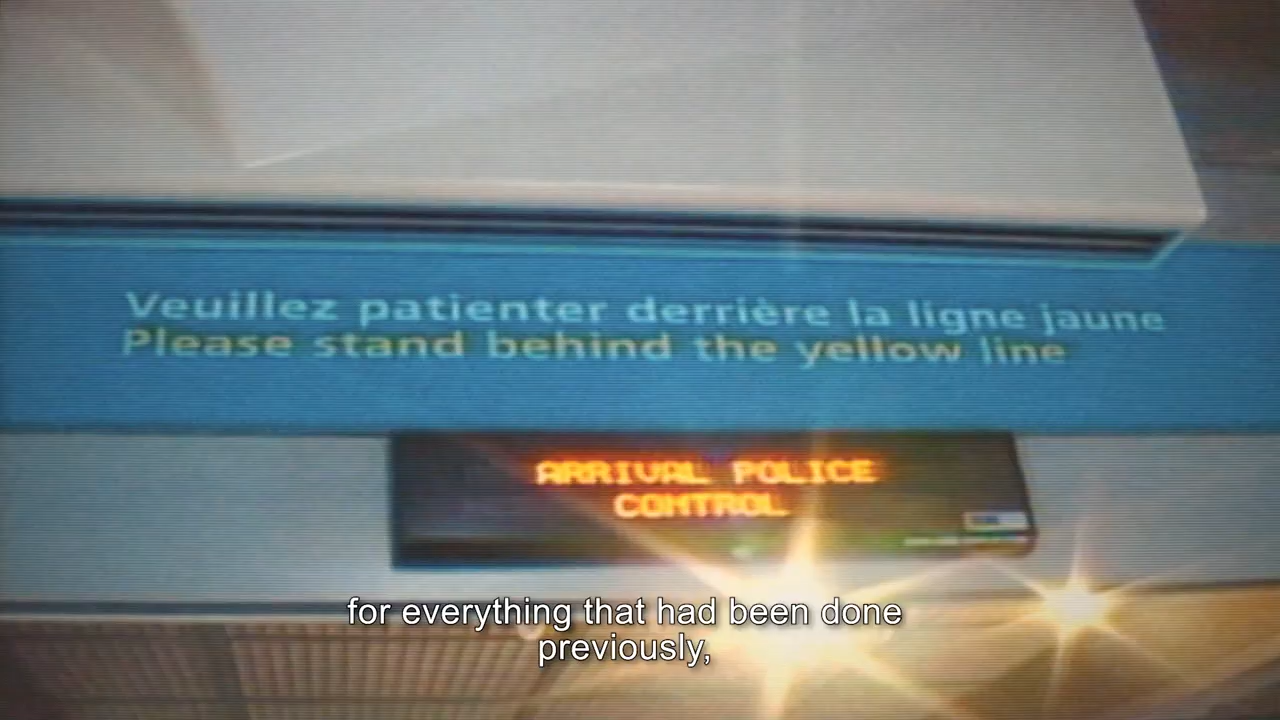 Veuillez patienter derrière la ligne jaune
Please stand behind the yellow line
ARRIVAL POLICE
CONTROL
for everything that had been done
previously,